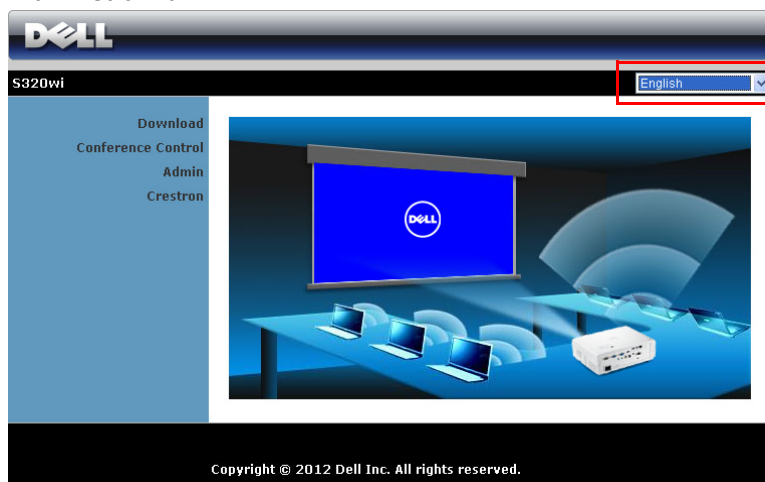 DELL
S320wi
English
Download
Conference Control
Admin
Crestron
DELL
Copyright © 2012 Dell Inc. All rights reserved.